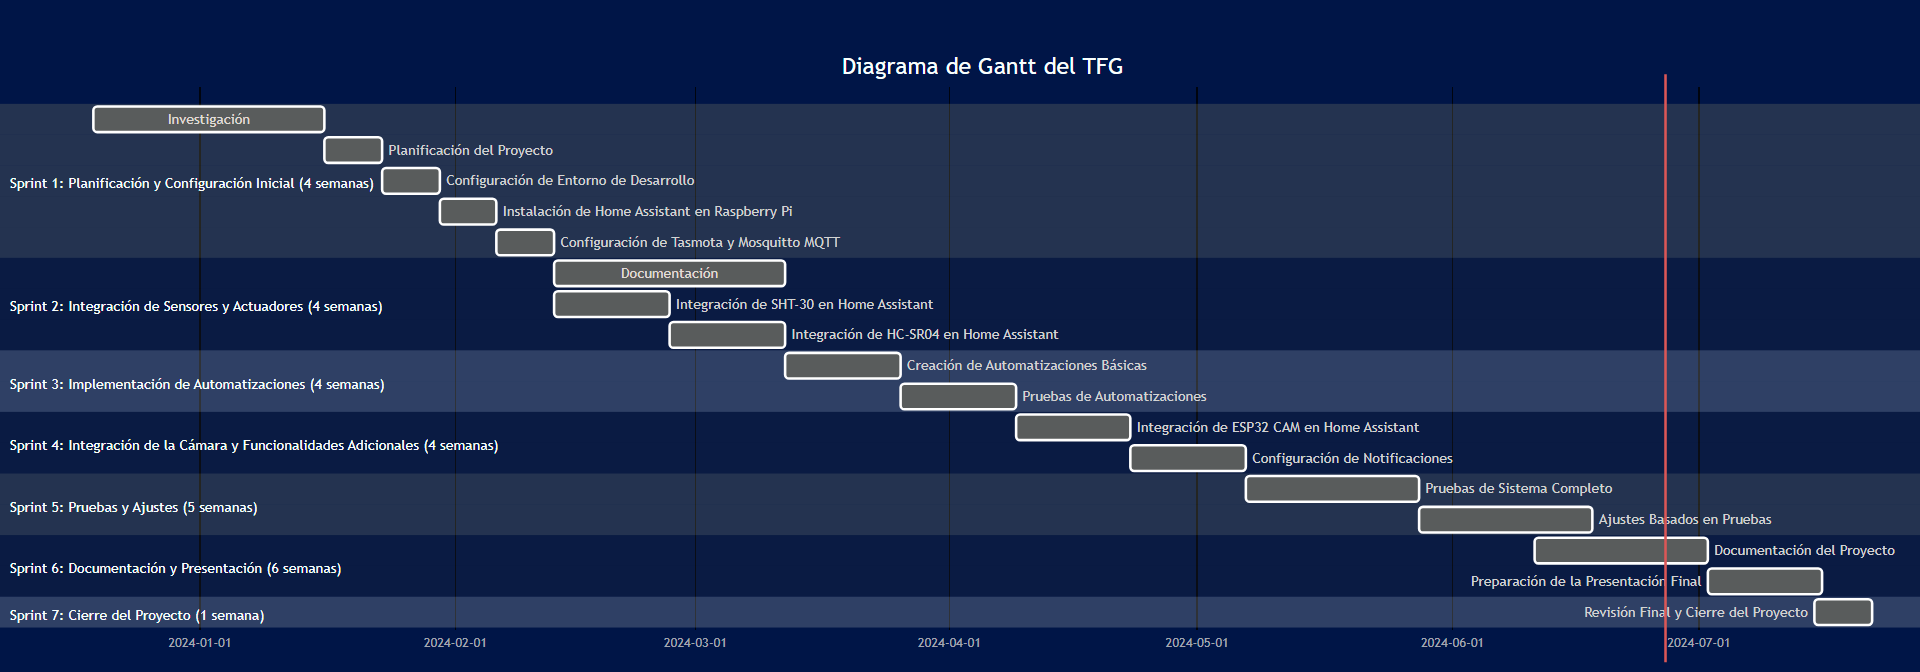 Diagrama de Gantt del TFG
Investigación
Planificación del Proyecto
Sprint 1: Planificación y Configuración Inicial (4 semanas)
Configuración de Entorno de Desarrollo
Instalación de Home Assistant en Raspberry Pi
Configuración de Tasmota y Mosquitto MQTT
Documentación
Sprint 2: Integración de Sensores y Actuadores (4 semanas)
Integración de SHT-30 en Home Assistant
Integración de HC-SR04 en Home Assistant
Creación de Automatizaciones Básicas
Sprint 3: Implementación de Automatizaciones (4 semanas)
Pruebas de Automatizaciones
Integración de ESP32 CAM en Home Assistant
Sprint 4: Integración de la Cámara y Funcionalidades Adicionales (4 semanas)
Configuración de Notificaciones
Pruebas de Sistema Completo
Sprint 5: Pruebas y Ajustes (5 semanas)
Ajustes Basados en Pruebas
Documentación del Proyecto
Sprint 6: Documentación y Presentación (6 semanas)
Preparación de la Presentación Final
Sprint 7: Cierre del Proyecto (1 semana)
Revisión Final y Cierre del Proyecto
2024-01-01
2024-02-01
2024-03-01
2024-04-01
2024-05-01
2024-06-01
2024-07-01